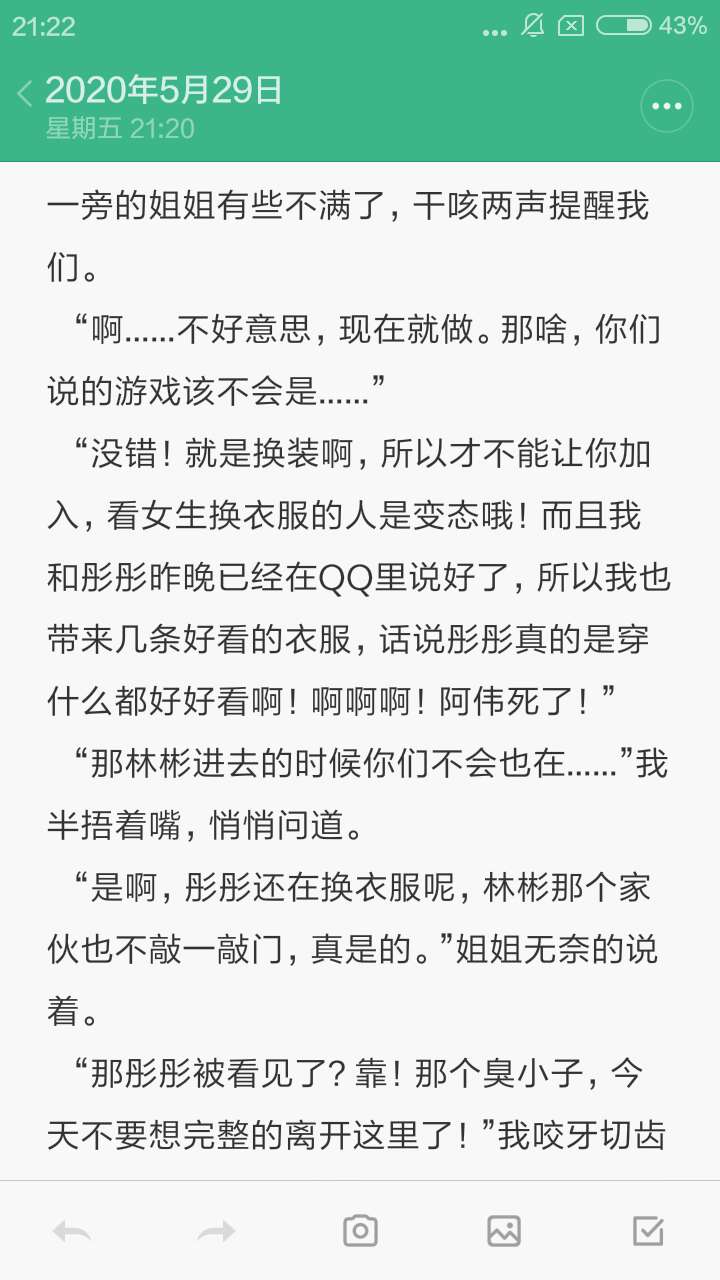 21:22
43%
2020年5月29日
星期五 21:20
一旁的姐姐有些不满了，干咳两声提醒我
们。
“啊......不好意思，现在就做。那啥，你们
说的游戏该不会是......”
“没错！就是换装啊，所以才不能让你加
入，看女生换衣服的人是变态哦！而且我
和彤彤昨晚已经在QQ里说好了，所以我也
带来几条好看的衣服，话说彤彤真的是穿
什么都好好看啊！啊啊啊！阿伟死了！”
“那林彬进去的时候你们不会也在......”我
半捂着嘴，悄悄问道。
“是啊，彤彤还在换衣服呢，林彬那个家
伙也不敲一敲门，真是的。”姐姐无奈的说
着。
“那彤彤被看见了？靠！那个臭小子，今
天不要想完整的离开这里了！”我咬牙切齿